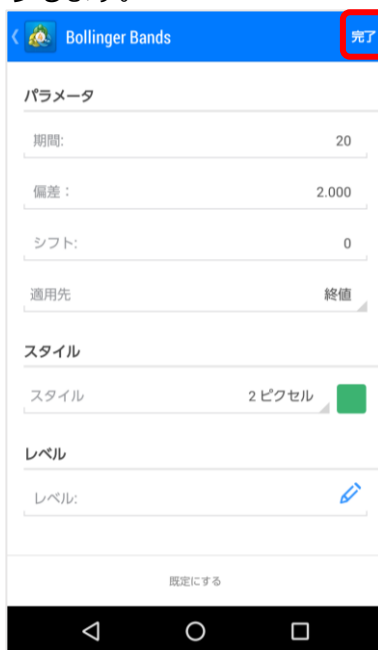 Bollinger Bands 完了
パラメータ
期間: 20
偏差： 2.000
シフト: 0
適用先 終値
スタイル
スタイル 2 ピクセル
レベル
レベル:
既定にする